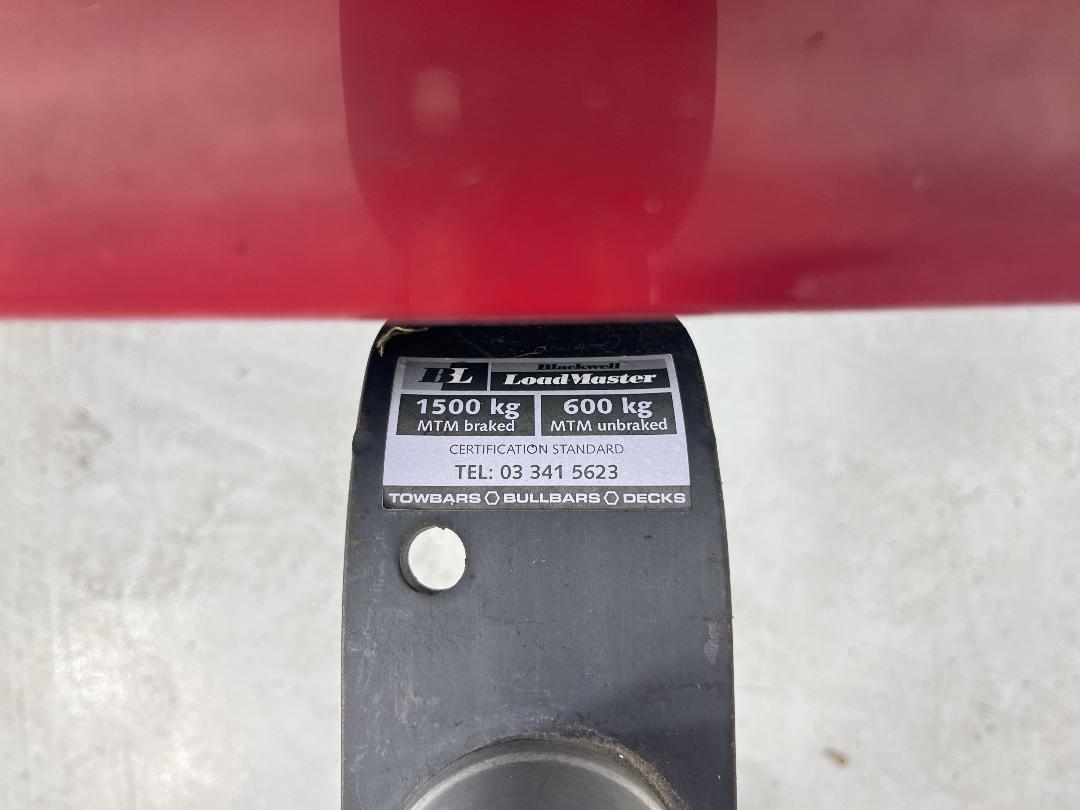 BL Blackwell
LoadMaster
1500 kg 600 kg
MTM braked MTM unbraked
CERTIFICATION STANDARD
TEL: 03 341 5623
TOWBARS BULLBARS DECKS